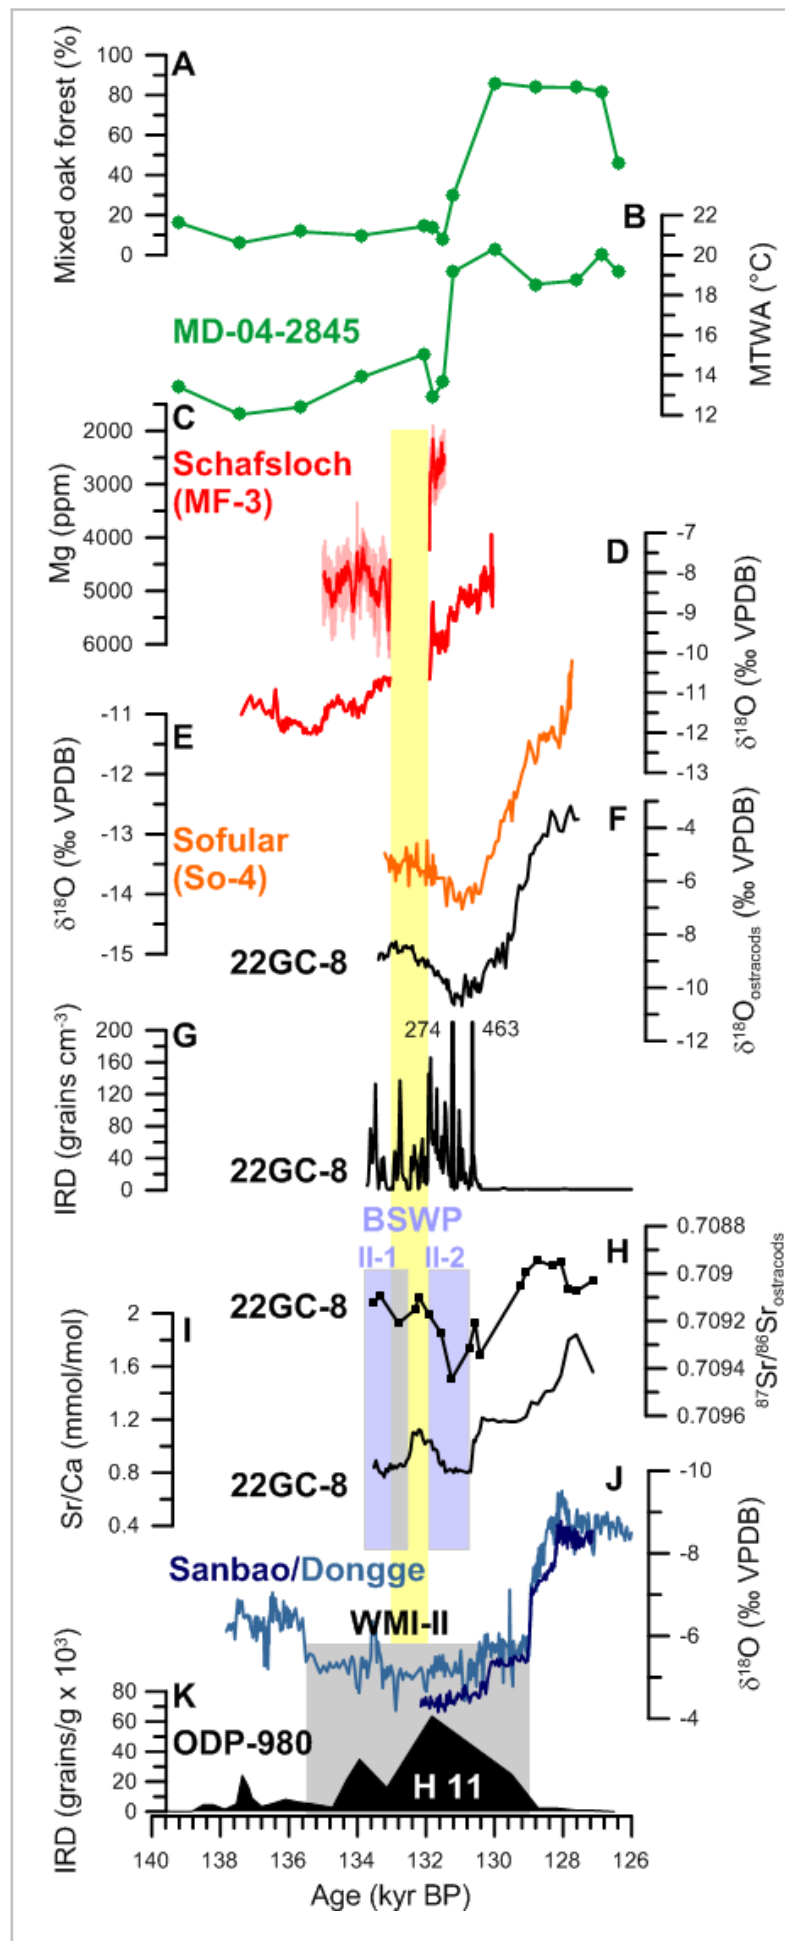 A
Mixed oak forest (%)
100
80
60
40
20
0
B
MTWA (°C)
22
20
18
16
14
12
MD-04-2845
C
Mg (ppm)
2000
3000
4000
5000
6000
Schafsloch
(MF-3)
D
δ¹⁸O (‰ VPDB)
-7
-8
-9
-10
-11
-12
-13
E
δ¹⁸O (‰ VPDB)
-11
-12
-13
-14
-15
Sofular
(So-4)
F
δ¹⁸Oostracods (‰ VPDB)
-4
-6
-8
-10
-12
22GC-8
G
IRD (grains cm⁻³)
200
160
120
80
40
0
274
463
22GC-8
BSWP
II-1
II-2
H
⁸⁷Sr/⁸⁶Srostracods
0.7088
0.709
0.7092
0.7094
0.7096
22GC-8
I
Sr/Ca (mmol/mol)
2
1.6
1.2
0.8
0.4
22GC-8
J
δ¹⁸O (‰ VPDB)
-10
-8
-6
-4
Sanbao/Dongge
WMI-II
K
IRD (grains/g x 10³)
80
60
40
20
0
ODP-980
H 11
140 138 136 134 132 130 128 126
Age (kyr BP)